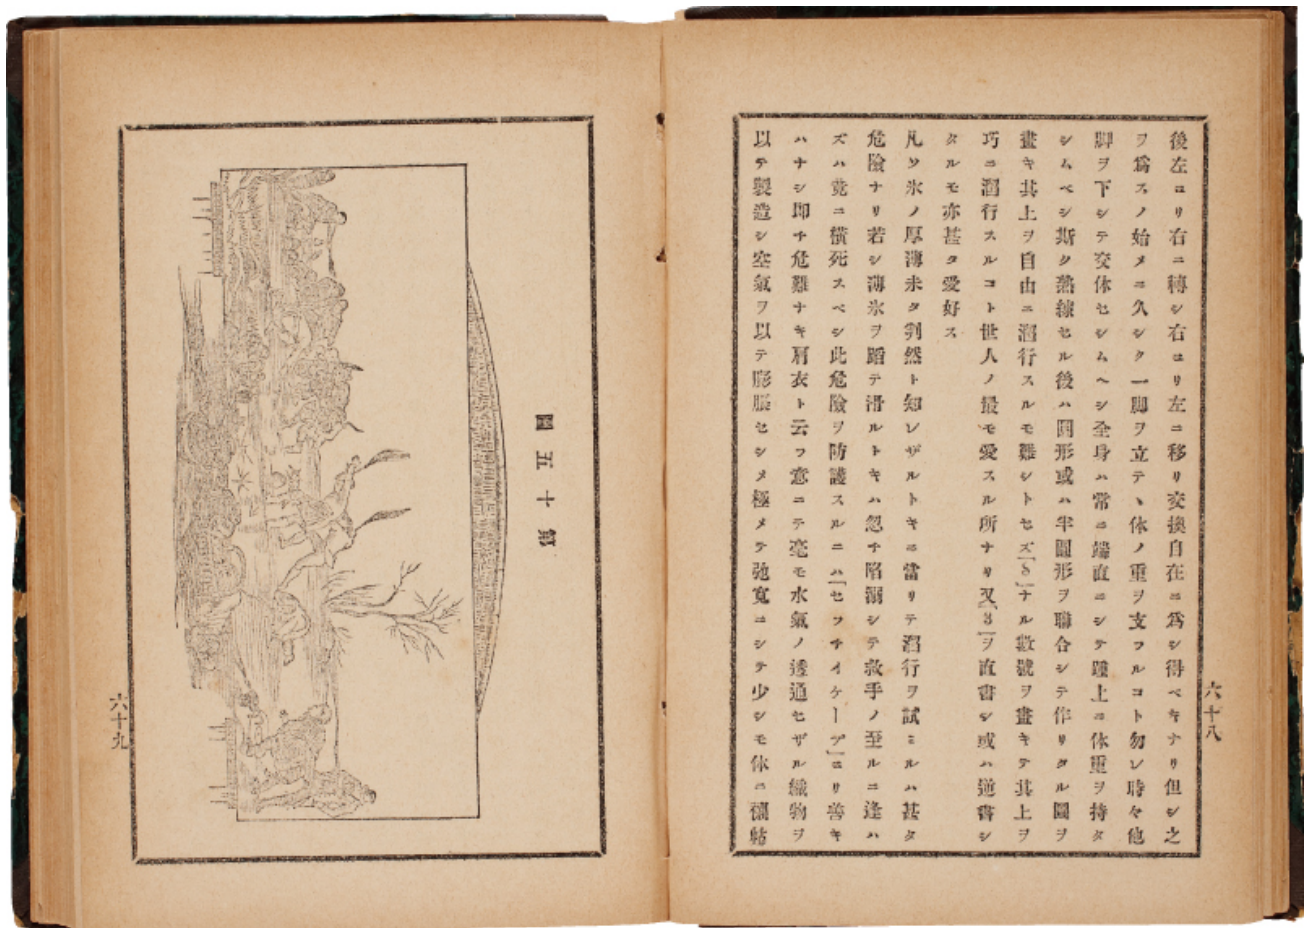 後左ヨリ右ニ轉シ右ヨリ左ニ移リ交換自在ニ爲シ得ベキナリ但シ之
ヲ爲スノ始メニ久シク一脚ヲ立テヽ体ノ重ヲ支フルコト勿レ時々他
脚ヲ下シテ交休セシムヘシ全身ハ常ニ端直ニシテ踵上ニ体重ヲ持タ
シムベシ斯ク熟練セル後ハ圓形或ハ半圓形ヲ聯合シテ作リタル圖ヲ
畫キ其上ヲ自由ニ滑行スルモ難シトセズ「8」ナル數號ヲ畫キテ其上ヲ
巧ニ滑行スルコト世人ノ最モ愛スル所ナリ又「3」ヲ直書シ或ハ逆書シ
タルモ亦甚タ愛好ス
凡ソ氷ノ厚薄未タ判然ト知レザルトキニ當リテ滑行ヲ試ミルハ甚タ
危險ナリ若シ薄氷ヲ蹈テ滑ルトキハ忽チ陷溺シテ救手ノ至ルニ逢ハ
ズハ竟ニ横死スベシ此危險ヲ防護スルニハ「セフチイケープ」ニリ善キ
ハナシ即チ危難ナキ肩衣ト云フ意ニテ毫モ水氣ノ透通セザル織物ヲ
以テ製造シ空氣ヲ以テ膨脹セシメ極メテ弛寛ニシテ少シモ体ニ粘
六十八
第十五圖
六十九